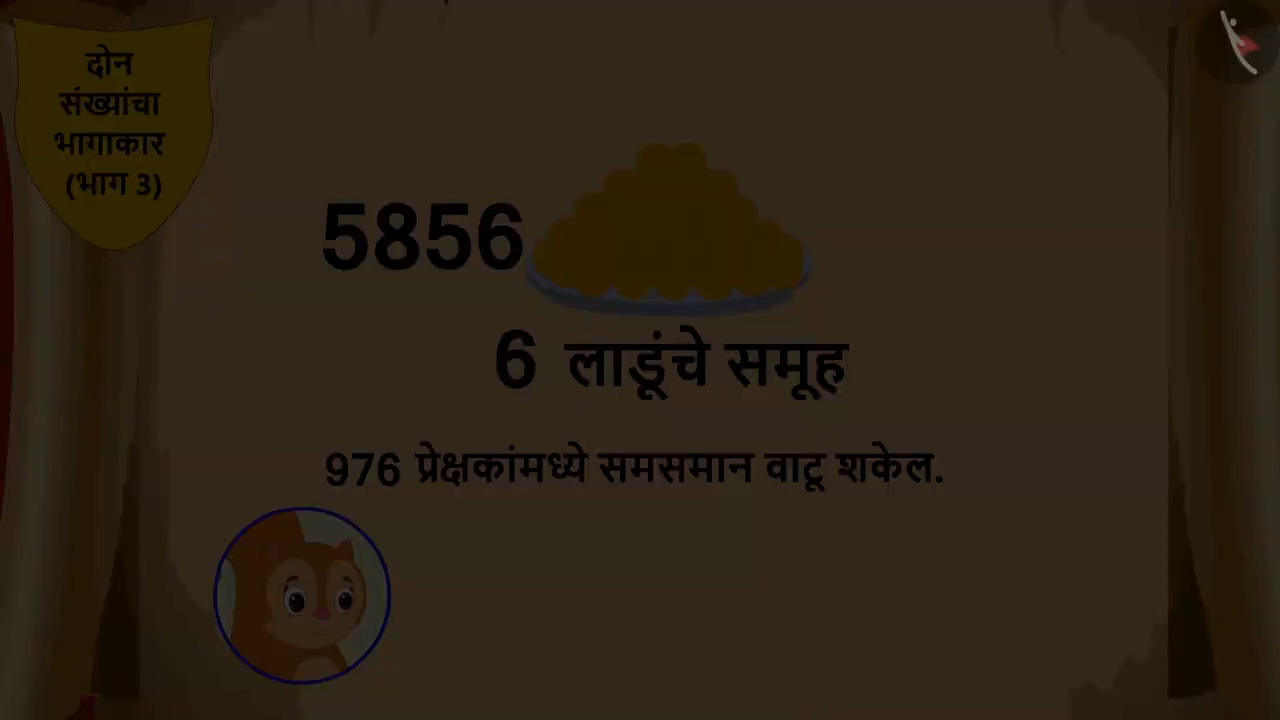 दोन
संख्यांचा
भागाकार
(भाग 3)
5856
6 लाडूंचे समूह
976 प्रेक्षकांमध्ये समसमान वाटू शकेल.